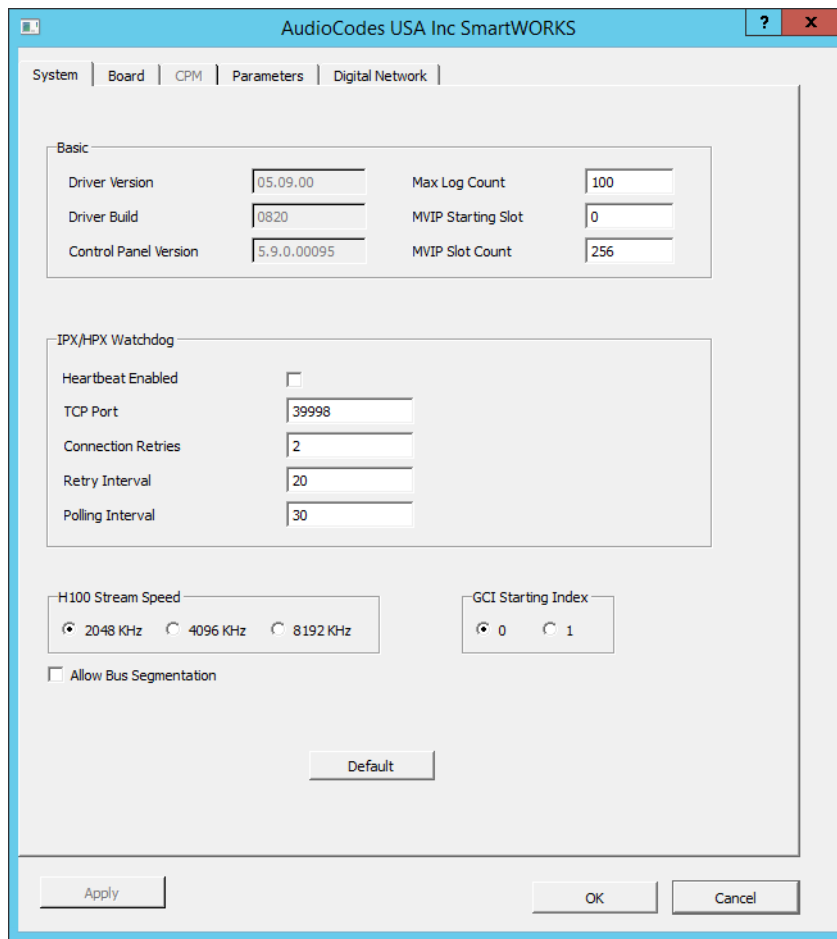 AudioCodes USA Inc SmartWORKS
? x
System Board CPM Parameters Digital Network
Basic
Driver Version 05.09.00 Max Log Count 100
Driver Build 0820 MVIP Starting Slot 0
Control Panel Version 5.9.0.00095 MVIP Slot Count 256
IPX/HPX Watchdog
Heartbeat Enabled
TCP Port 39998
Connection Retries 2
Retry Interval 20
Polling Interval 30
H100 Stream Speed GCI Starting Index
2048 KHz 4096 KHz 8192 KHz 0 1
Allow Bus Segmentation
Default
Apply OK Cancel